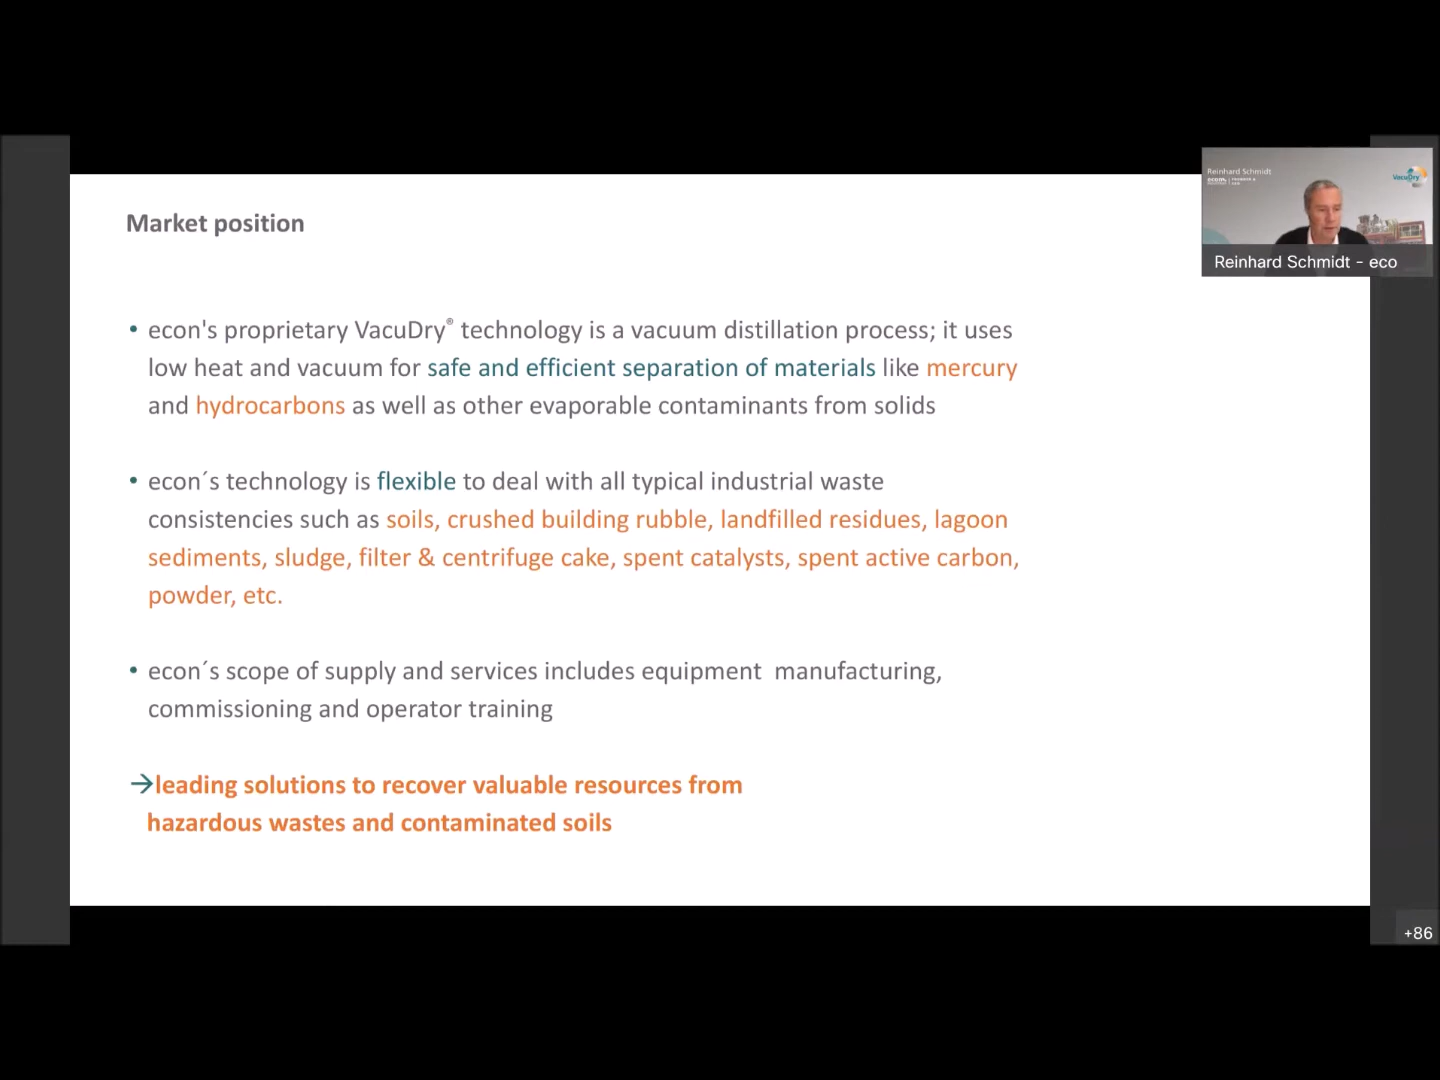 Market position
Reinhard Schmidt
econ
VacuDry
Reinhard Schmidt - eco
• econ's proprietary VacuDry® technology is a vacuum distillation process; it uses
low heat and vacuum for safe and efficient separation of materials like mercury
and hydrocarbons as well as other evaporable contaminants from solids
• econ´s technology is flexible to deal with all typical industrial waste
consistencies such as soils, crushed building rubble, landfilled residues, lagoon
sediments, sludge, filter & centrifuge cake, spent catalysts, spent active carbon,
powder, etc.
• econ´s scope of supply and services includes equipment  manufacturing,
commissioning and operator training
→leading solutions to recover valuable resources from
hazardous wastes and contaminated soils
+86